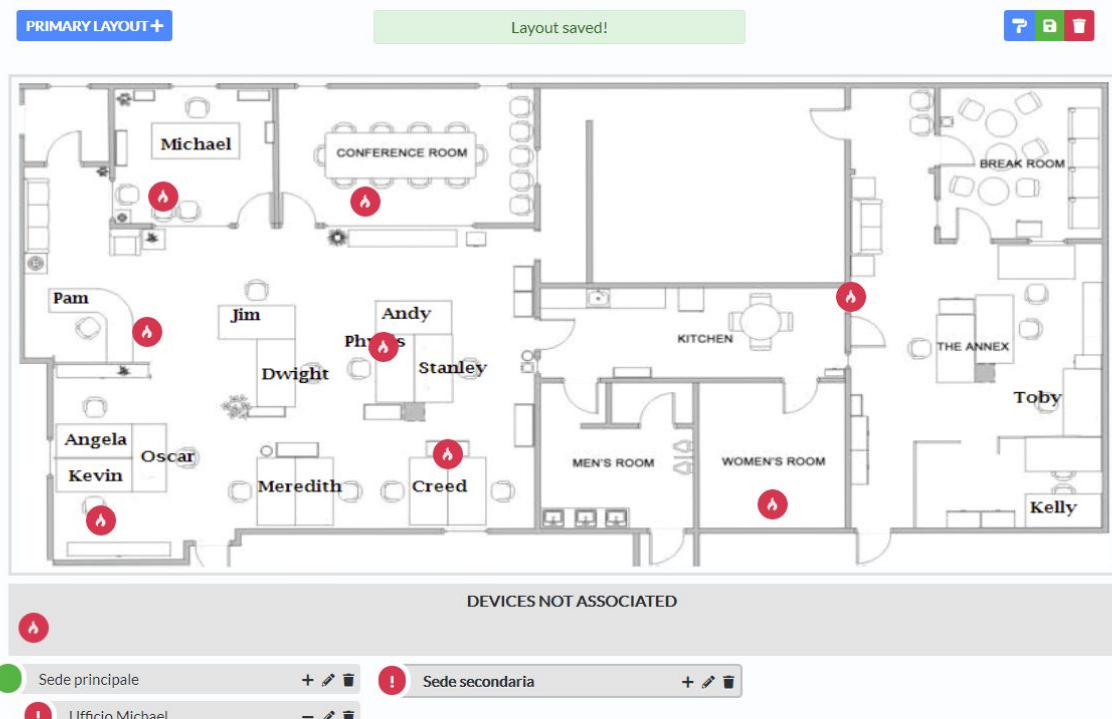 PRIMARY LAYOUT+
Layout saved!
Michael
CONFERENCE ROOM
BREAK ROOM
Pam
Jim
Andy
Stanley
Dwight
KITCHEN
THE ANNEX
Toby
Angela
Oscar
Kevin
Meredith
Creed
MEN'S ROOM
WOMEN'S ROOM
Kelly
DEVICES NOT ASSOCIATED
Sede principale
Sede secondaria
Ufficio Michael